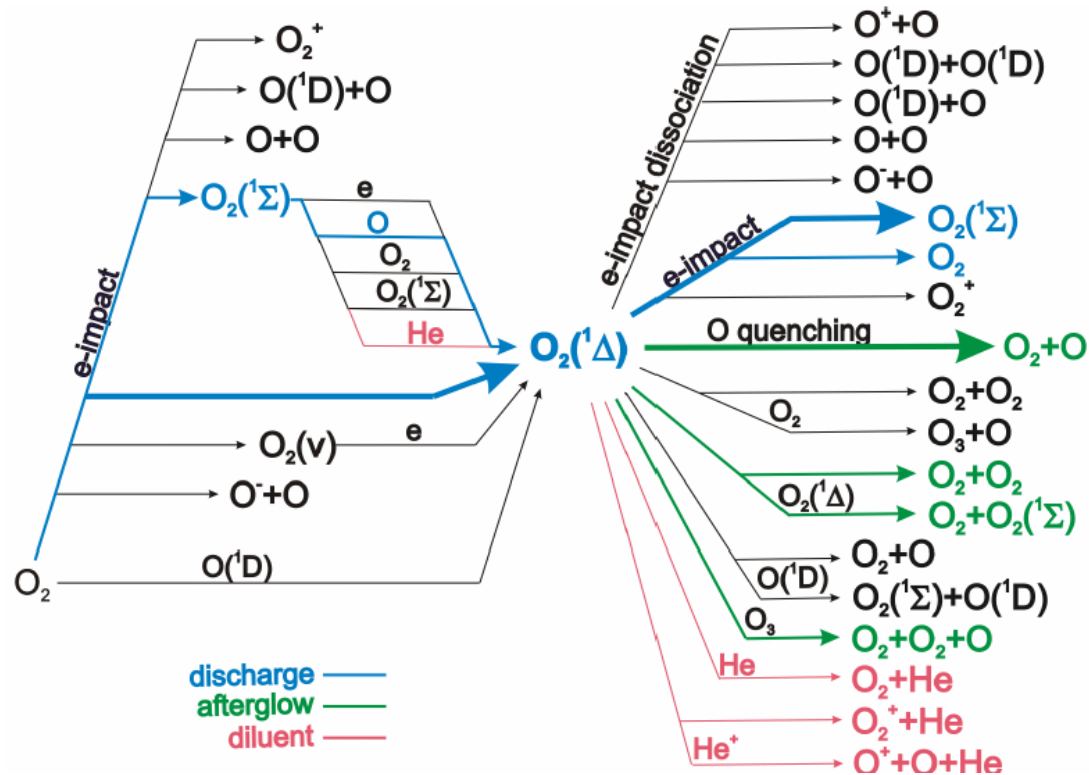 O₂⁺
O(¹D)+O
O+O
O₂(¹Σ)
e
O
O₂
O₂(¹Σ)
He
e-impact
O₂(v)
e
O⁻+O
O₂
O(¹D)
O₂(¹Δ)
e-impact dissociation
O⁺+O
O(¹D)+O(¹D)
O(¹D)+O
O+O
O⁻+O
e-impact
O₂(¹Σ)
O₂
O₂⁺
O quenching
O₂+O
O₂
O₂+O₂
O₃+O
O₂(¹Δ)
O₂+O₂
O₂+O₂(¹Σ)
O(¹D)
O₂+O
O₂(¹Σ)+O(¹D)
O₃
O₂+O₂+O
He
O₂+He
He⁺
O₂⁺+He
O⁺+O+He
discharge
afterglow
diluent